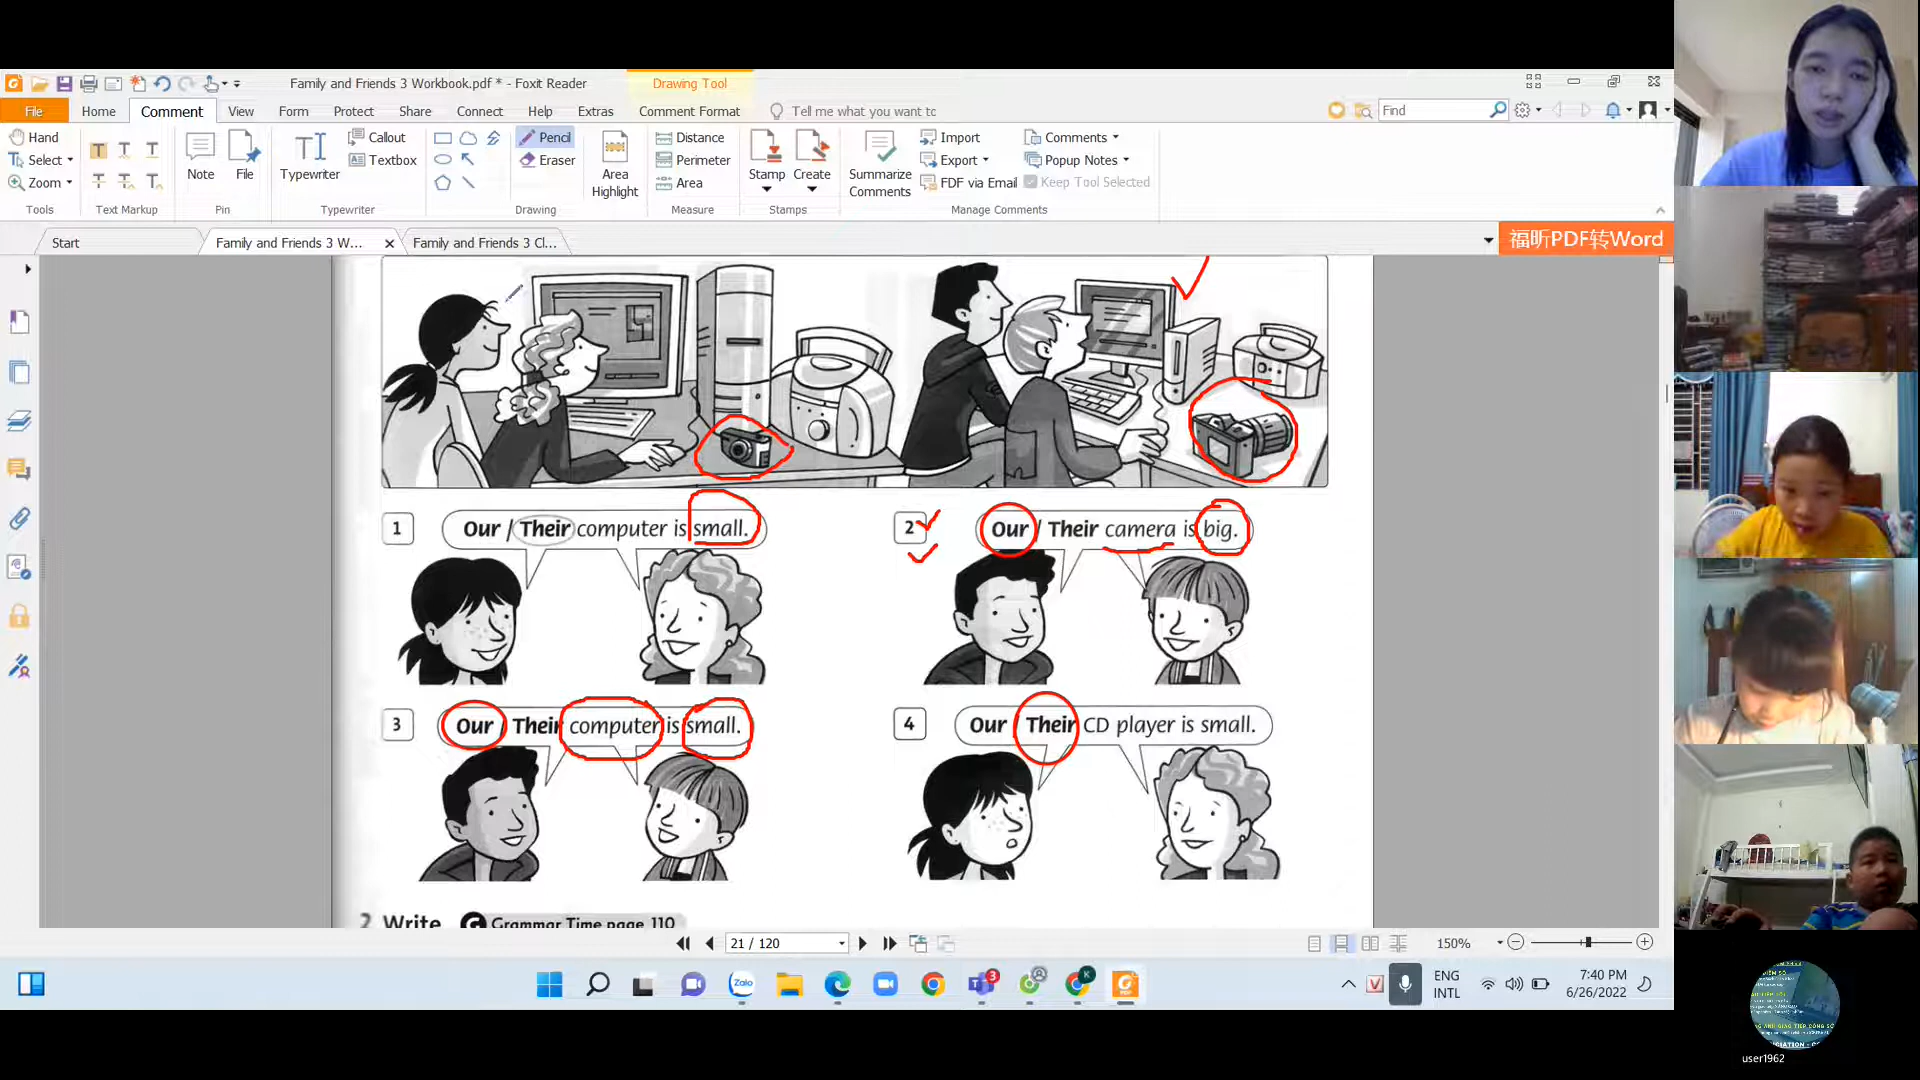 Family and Friends 3 Workbook.pdf * - Foxit Reader
Drawing Tool
File Home Comment View Form Protect Share Connect Help Extras Comment Format Tell me what you want to
Find
Hand
Select
Zoom
Tools
Text Markup
Note
File
Pin
Typewriter
Callout
Textbox
Typewriter
Pencil
Eraser
Drawing
Area Highlight
Distance
Perimeter
Area
Measure
Stamp
Create
Stamps
Summarize Comments
Import
Export
FDF via Email
Comments
Popup Notes
Keep Tool Selected
Manage Comments
Start
Family and Friends 3 W...
Family and Friends 3 Cl...
福昕PDF转Word
1 Our / Their computer is small.
2 Our / Their camera is big.
3 Our / Their computer is small.
4 Our / Their CD player is small.
2 Write Grammar Time page 110
21 / 120
150%
Zalo
3
K
ENG
INTL
7:40 PM
6/26/2022
user1962